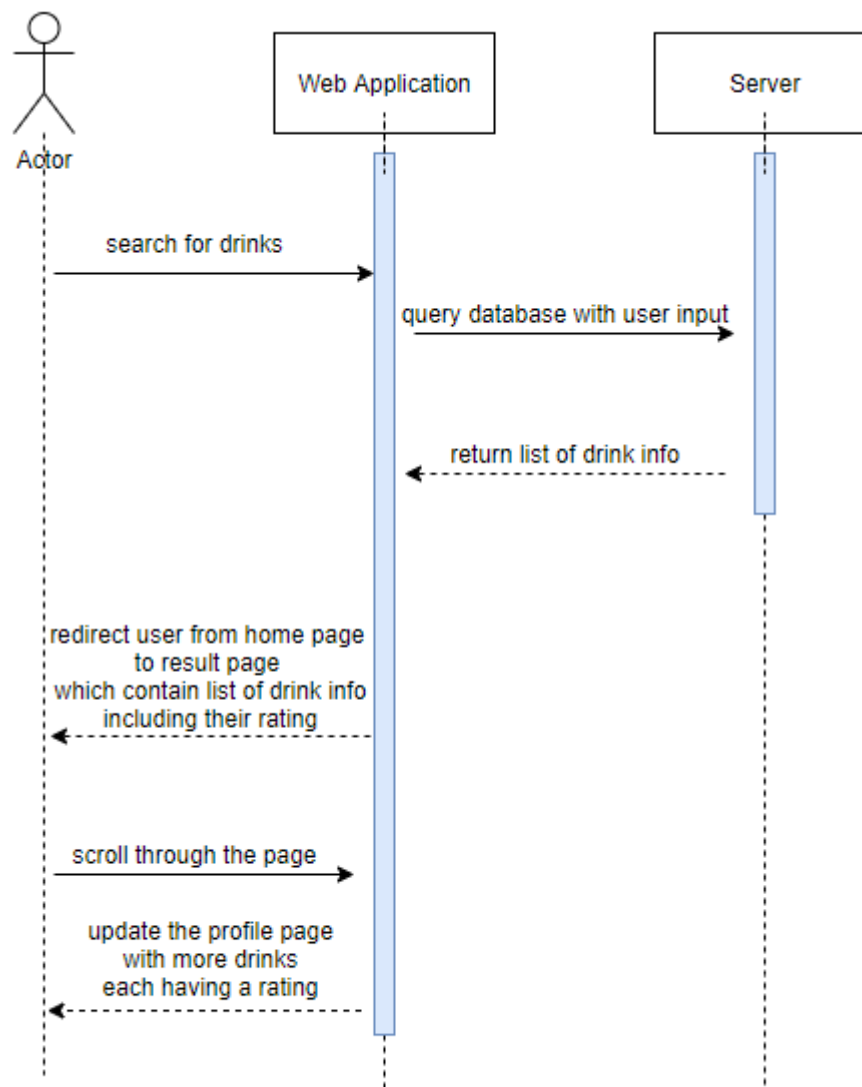 Web Application
Server
Actor
search for drinks
query database with user input
return list of drink info
redirect user from home page
to result page
which contain list of drink info
including their rating
scroll through the page
update the profile page
with more drinks
each having a rating